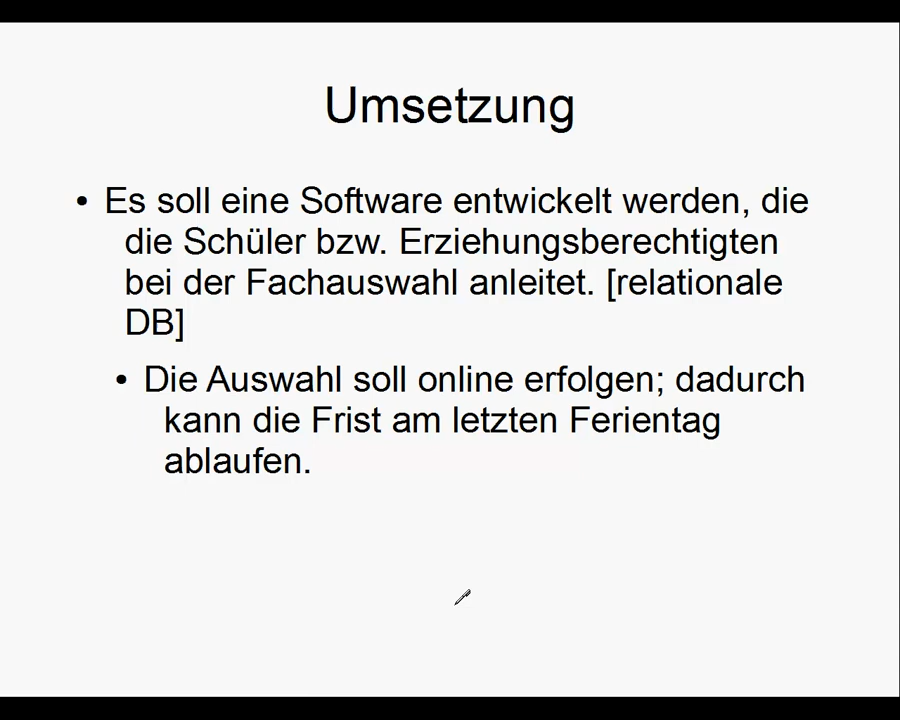 Umsetzung
• Es soll eine Software entwickelt werden, die
die Schüler bzw. Erziehungsberechtigten
bei der Fachauswahl anleitet. [relationale
DB]
• Die Auswahl soll online erfolgen; dadurch
kann die Frist am letzten Ferientag
ablaufen.